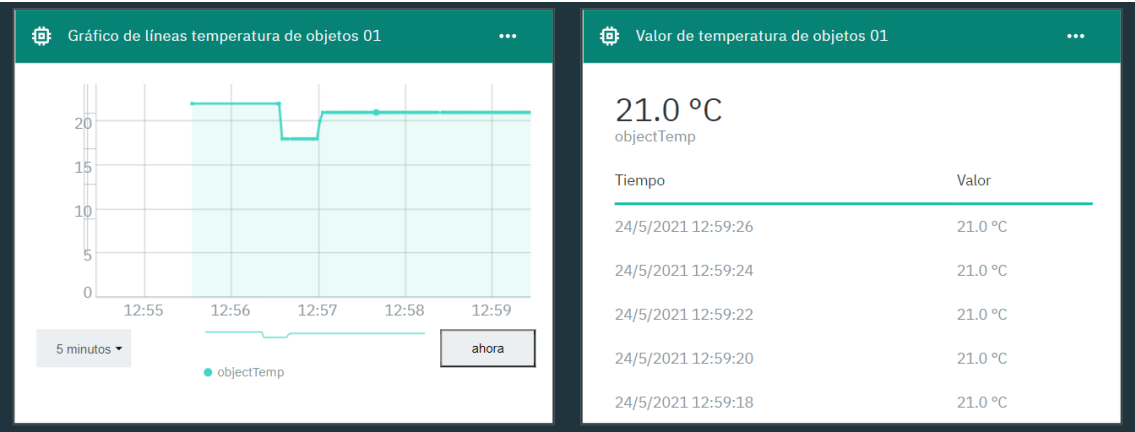 Gráfico de líneas temperatura de objetos 01
20
15
10
5
0
12:55 12:56 12:57 12:58 12:59
5 minutos
ahora
objectTemp
Valor de temperatura de objetos 01
21.0 °C
objectTemp
Tiempo Valor
24/5/2021 12:59:26 21.0 °C
24/5/2021 12:59:24 21.0 °C
24/5/2021 12:59:22 21.0 °C
24/5/2021 12:59:20 21.0 °C
24/5/2021 12:59:18 21.0 °C